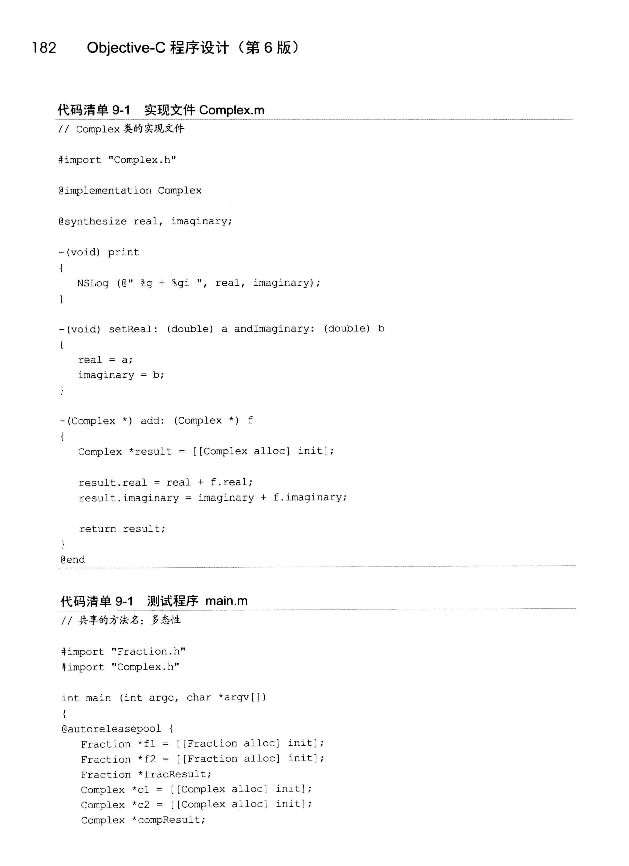 182 Objective-C 程序设计（第 6 版）
代码清单 9-1 实现文件 Complex.m
// Complex 类的实现文件
#import "Complex.h"
@implementation Complex
@synthesize real, imaginary;
-(void) print
{
NSLog (@" %g + %gi ", real, imaginary);
}
-(void) setReal: (double) a andImaginary: (double) b
{
real = a;
imaginary = b;
}
-(Complex *) add: (Complex *) f
{
Complex *result = [[Complex alloc] init];
result.real = real + f.real;
result.imaginary = imaginary + f.imaginary;
return result;
}
@end
代码清单 9-1 测试程序 main.m
// 共享的方法名：多态性
#import "Fraction.h"
#import "Complex.h"
int main (int argc, char *argv[])
{
@autoreleasepool {
Fraction *f1 = [[Fraction alloc] init];
Fraction *f2 = [[Fraction alloc] init];
Fraction *fracResult;
Complex *c1 = [[Complex alloc] init];
Complex *c2 = [[Complex alloc] init];
Complex *compResult;